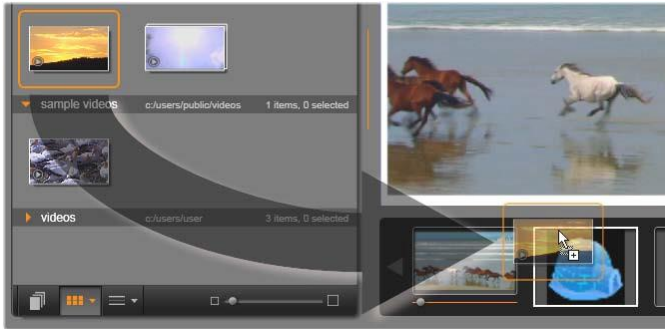 sample videos c:/users/public/videos 1 items, 0 selected
videos c:/users/user 3 items, 0 selected